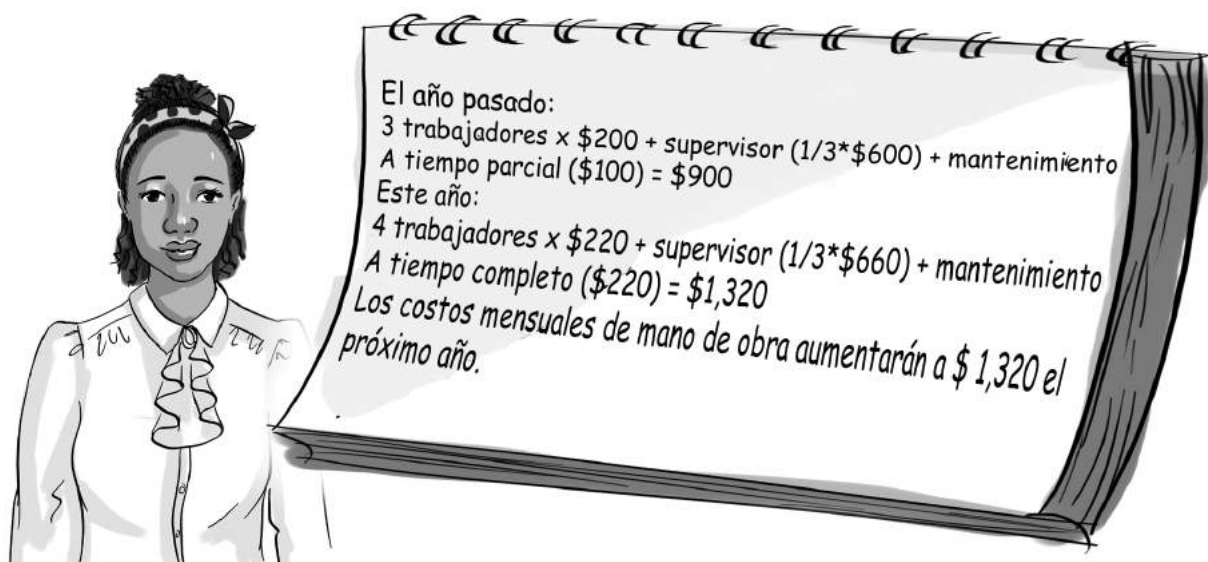 El año pasado:
3 trabajadores x $200 + supervisor (1/3*$600) + mantenimiento
A tiempo parcial ($100) = $900
Este año:
4 trabajadores x $220 + supervisor (1/3*$660) + mantenimiento
A tiempo completo ($220) = $1,320
Los costos mensuales de mano de obra aumentarán a $ 1,320 el
próximo año.